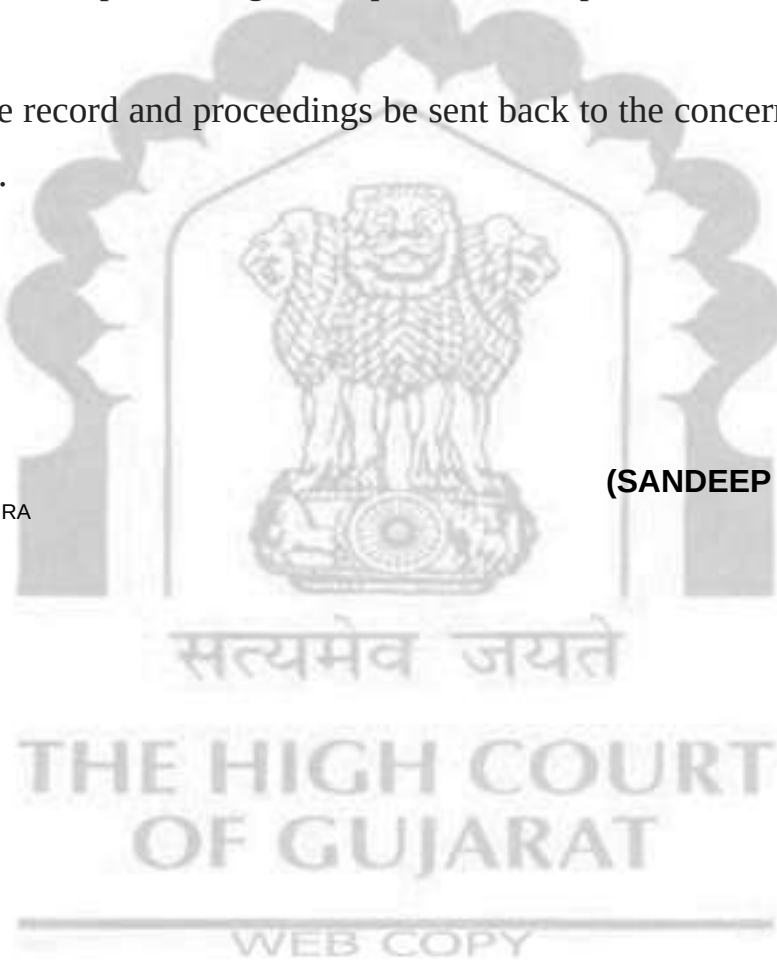 e record and proceedings be sent back to the concern
.
(SANDEEP
RA
सत्यमेव जयते
THE HIGH COURT
OF GUJARAT
WEB COPY